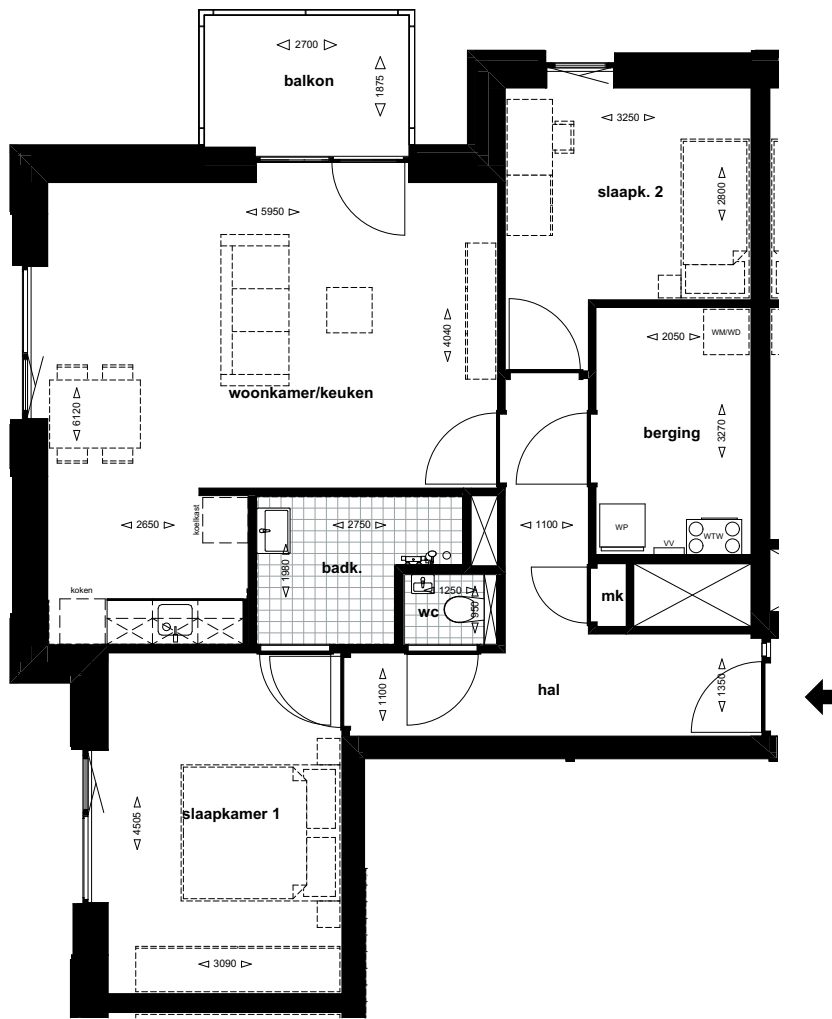 2700
balkon
1875
3250
slaapk. 2
2800
5950
4040
woonkamer/keuken
6120
2050
WM/WD
berging
3270
2650
koelkast
2750
1980
badk.
1100
WP
VV
WTW
koken
1250
wc
950
mk
1100
hal
1350
slaapkamer 1
4505
3090